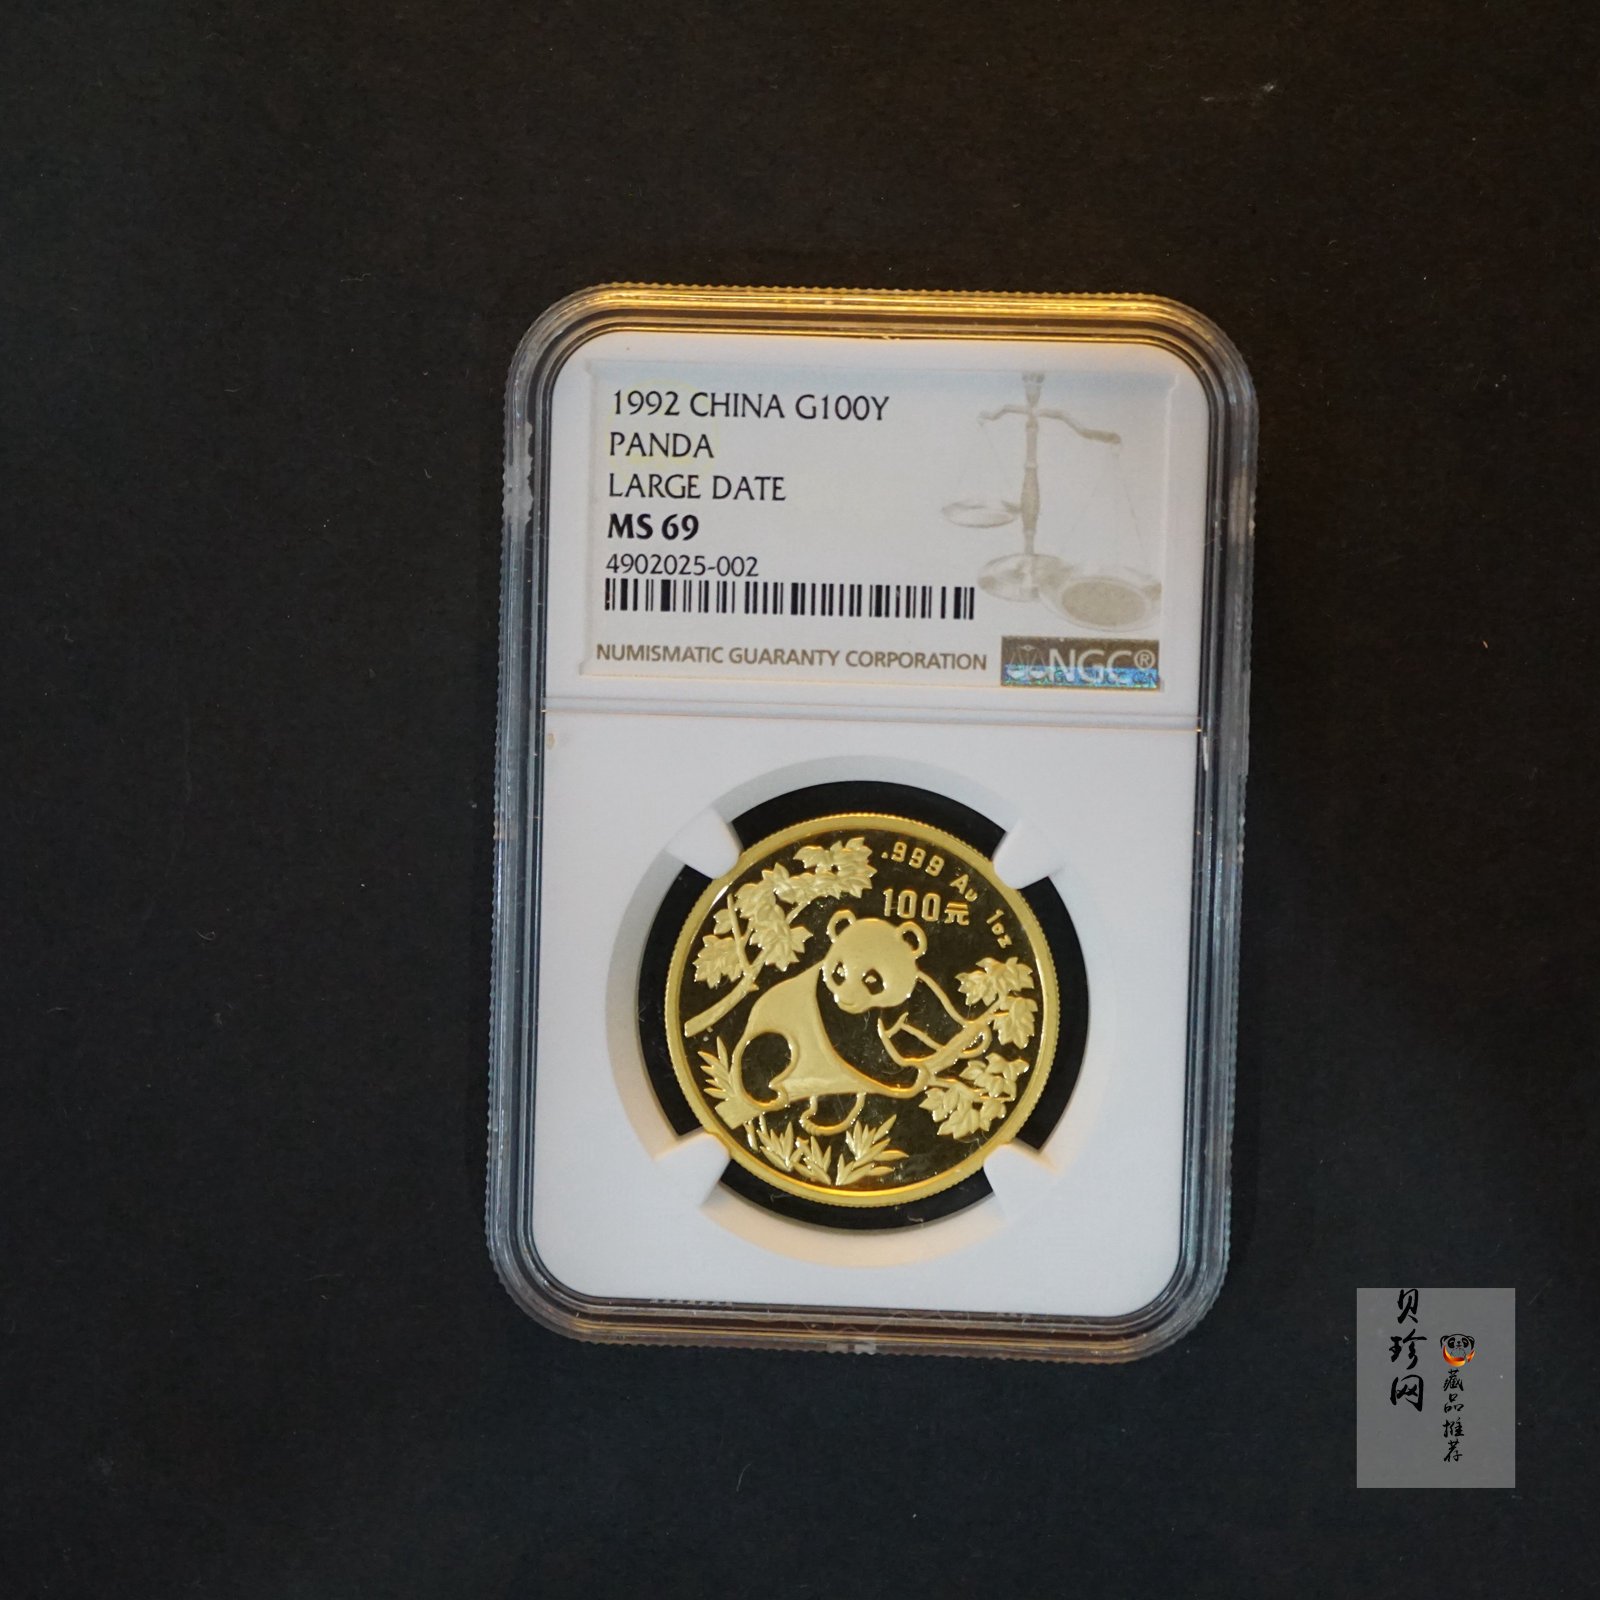 1992 CHINA G100Y
PANDA
LARGE DATE
MS 69
4902025-002
NUMISMATIC GUARANTY CORPORATION
NGC®
.999 Au 1oz
100元
贝珍网
藏品推荐